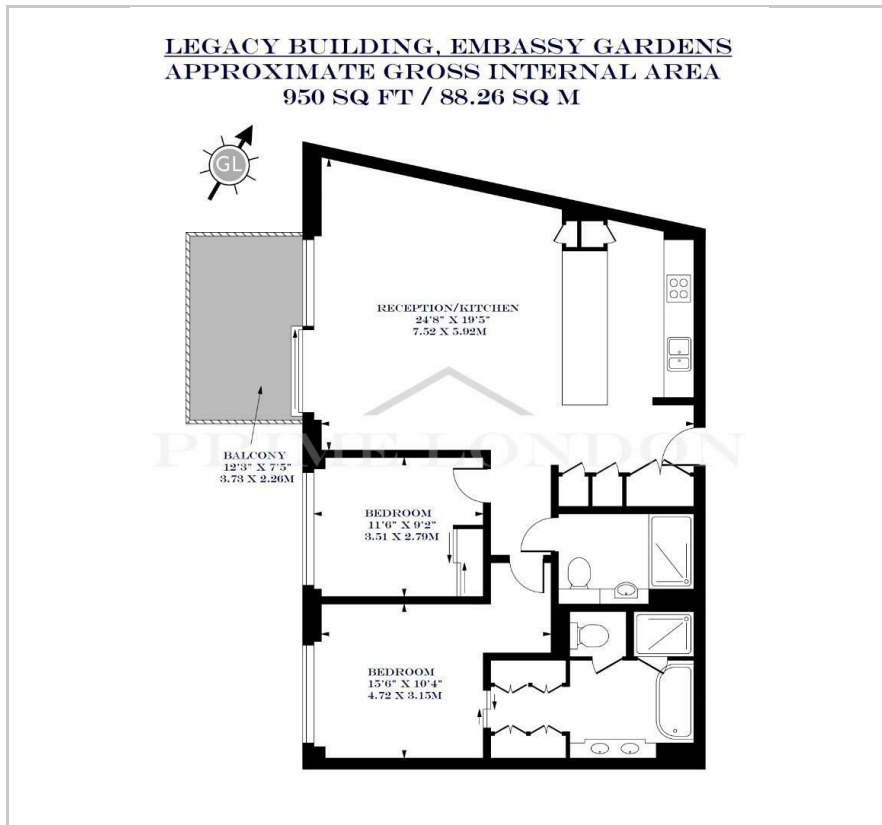 LEGACY BUILDING, EMBASSY GARDENS
APPROXIMATE GROSS INTERNAL AREA
950 SQ FT / 88.26 SQ M
GL
RECEPTION/KITCHEN
24'8" X 19'5"
7.52 X 5.92M
PRIME LONDON
BALCONY
12'3" X 7'5"
3.73 X 2.26M
BEDROOM
11'6" X 9'2"
3.51 X 2.79M
BEDROOM
15'6" X 10'4"
4.72 X 3.15M